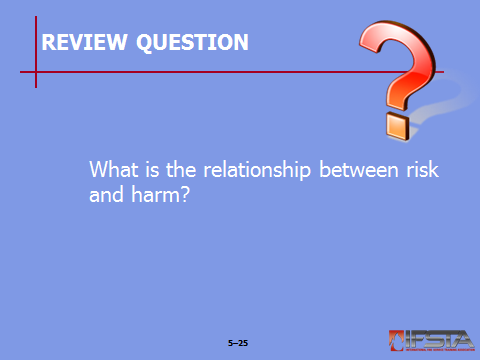 REVIEW QUESTION
What is the relationship between risk
and harm?
5–25
IFSTA